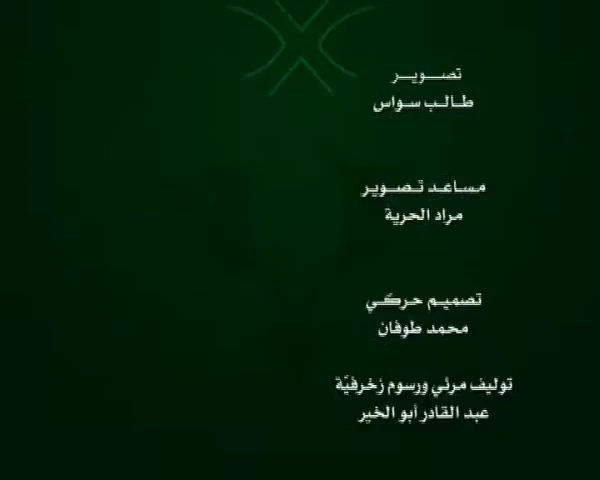 تصوير
طالب سواس
مساعد تصوير
مراد الحرية
تصميم حركي
محمد طوفان
توليف مرئي ورسوم زخرفيّة
عبد القادر أبو الخير